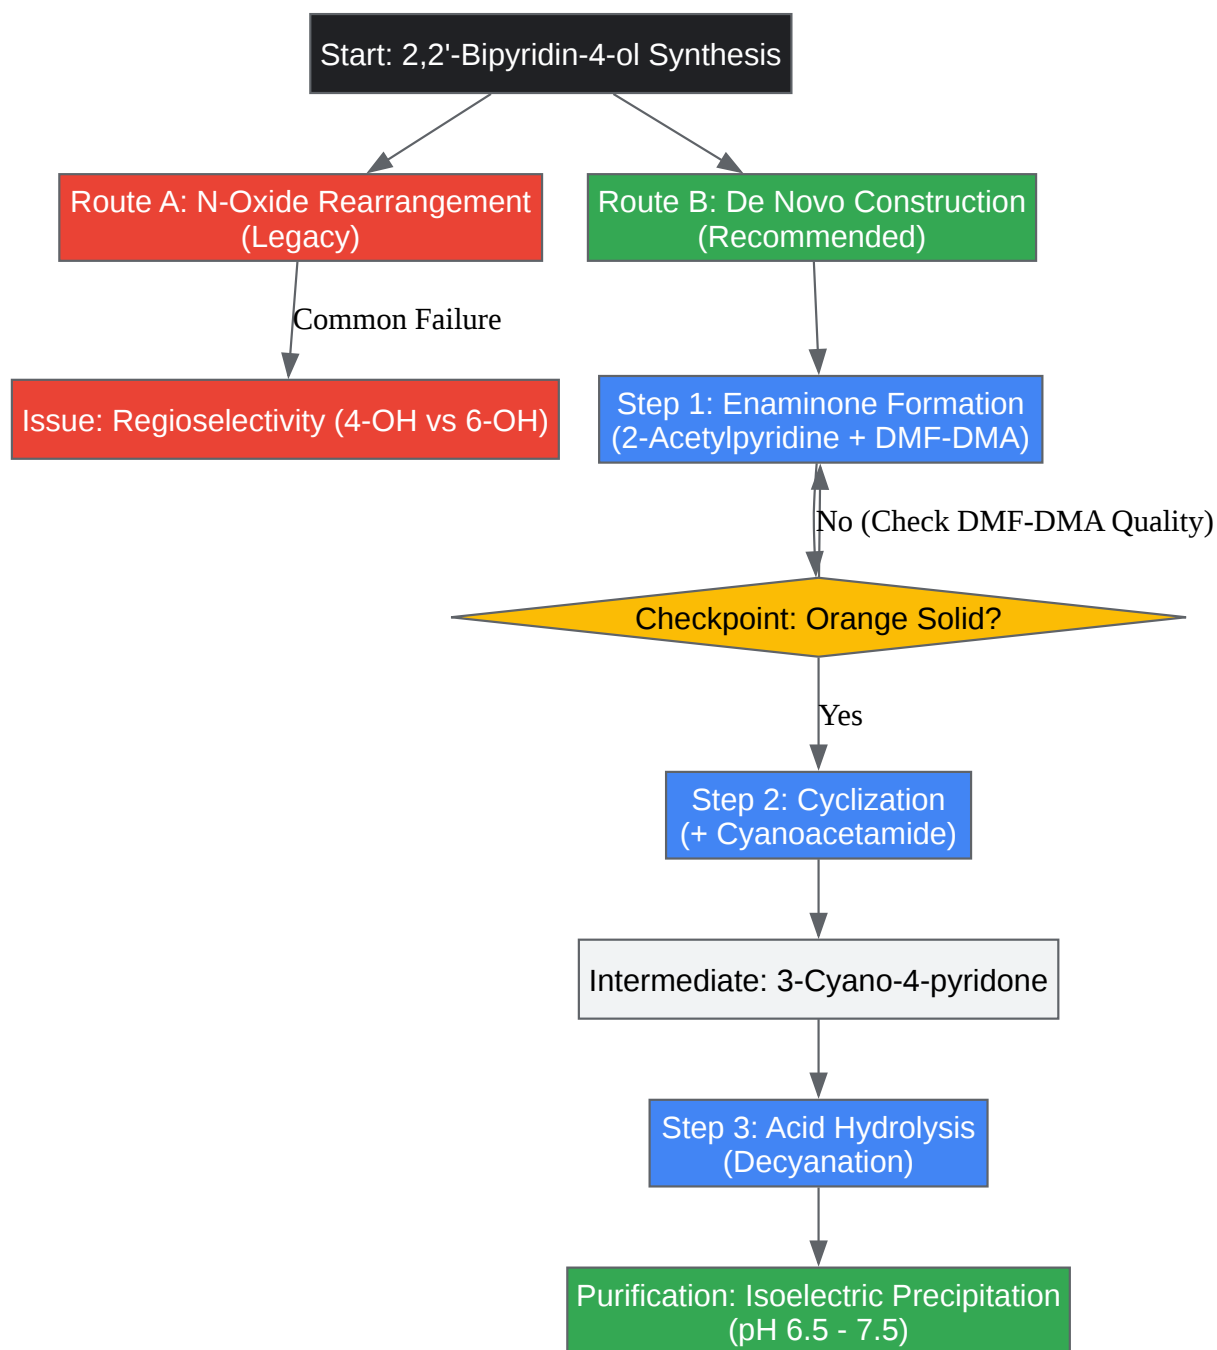 Start: 2,2'-Bipyridin-4-ol Synthesis
Route A: N-Oxide Rearrangement
(Legacy)
Route B: De Novo Construction
(Recommended)
Common Failure
Issue: Regioselectivity (4-OH vs 6-OH)
Step 1: Enaminone Formation
(2-Acetylpyridine + DMF-DMA)
No (Check DMF-DMA Quality)
Checkpoint: Orange Solid?
Yes
Step 2: Cyclization
(+ Cyanoacetamide)
Intermediate: 3-Cyano-4-pyridone
Step 3: Acid Hydrolysis
(Decyanation)
Purification: Isoelectric Precipitation
(pH 6.5 - 7.5)